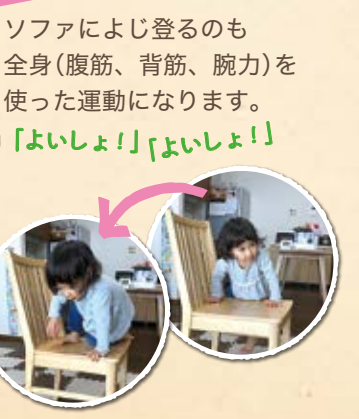 ソファによじ登るのも
全身（腹筋、背筋、腕力）を
使った運動になります。
「よいしょ！」「よいしょ！」